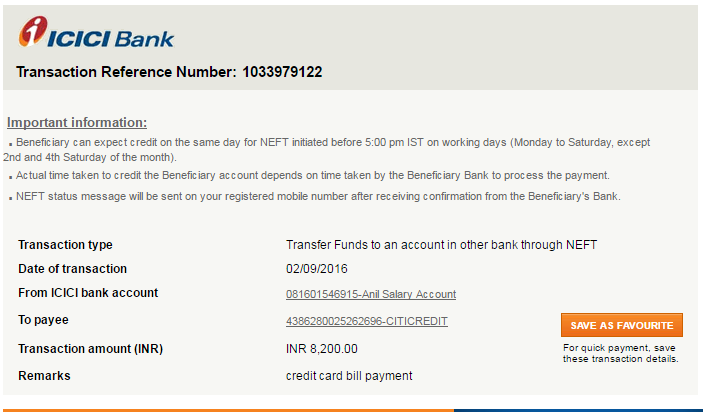 ICICI Bank
Transaction Reference Number: 1033979122
Important information:
▪ Beneficiary can expect credit on the same day for NEFT initiated before 5:00 pm IST on working days (Monday to Saturday, except
2nd and 4th Saturday of the month).
▪ Actual time taken to credit the Beneficiary account depends on time taken by the Beneficiary Bank to process the payment.
▪ NEFT status message will be sent on your registered mobile number after receiving confirmation from the Beneficiary's Bank.
Transaction type Transfer Funds to an account in other bank through NEFT
Date of transaction 02/09/2016
From ICICI bank account 081601546915-Anil Salary Account
To payee 4386280025262696-CITICREDIT
SAVE AS FAVOURITE
For quick payment, save
these transaction details.
Transaction amount (INR) INR 8,200.00
Remarks credit card bill payment